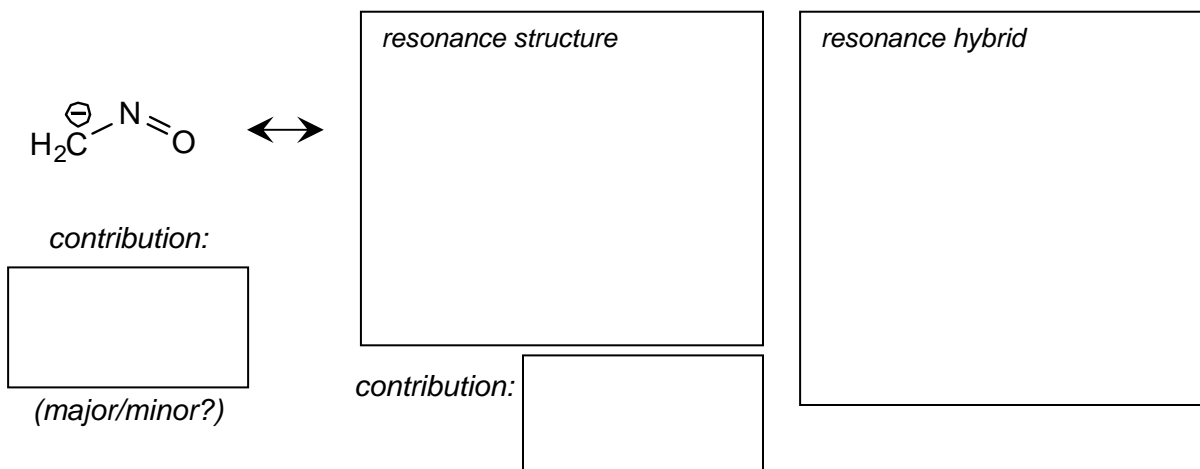 resonance structure
resonance hybrid
H₂C⊖ N O
contribution:
(major/minor?)
contribution: